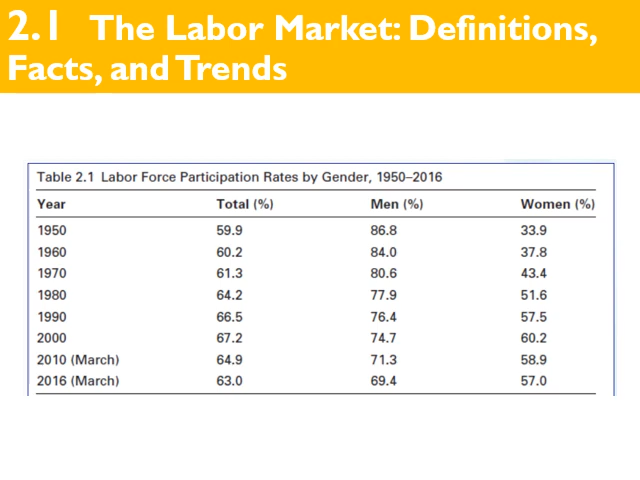 2.1 The Labor Market: Definitions,
Facts, and Trends
Table 2.1 Labor Force Participation Rates by Gender, 1950–2016
Year Total (%) Men (%) Women (%)
1950 59.9 86.8 33.9
1960 60.2 84.0 37.8
1970 61.3 80.6 43.4
1980 64.2 77.9 51.6
1990 66.5 76.4 57.5
2000 67.2 74.7 60.2
2010 (March) 64.9 71.3 58.9
2016 (March) 63.0 69.4 57.0